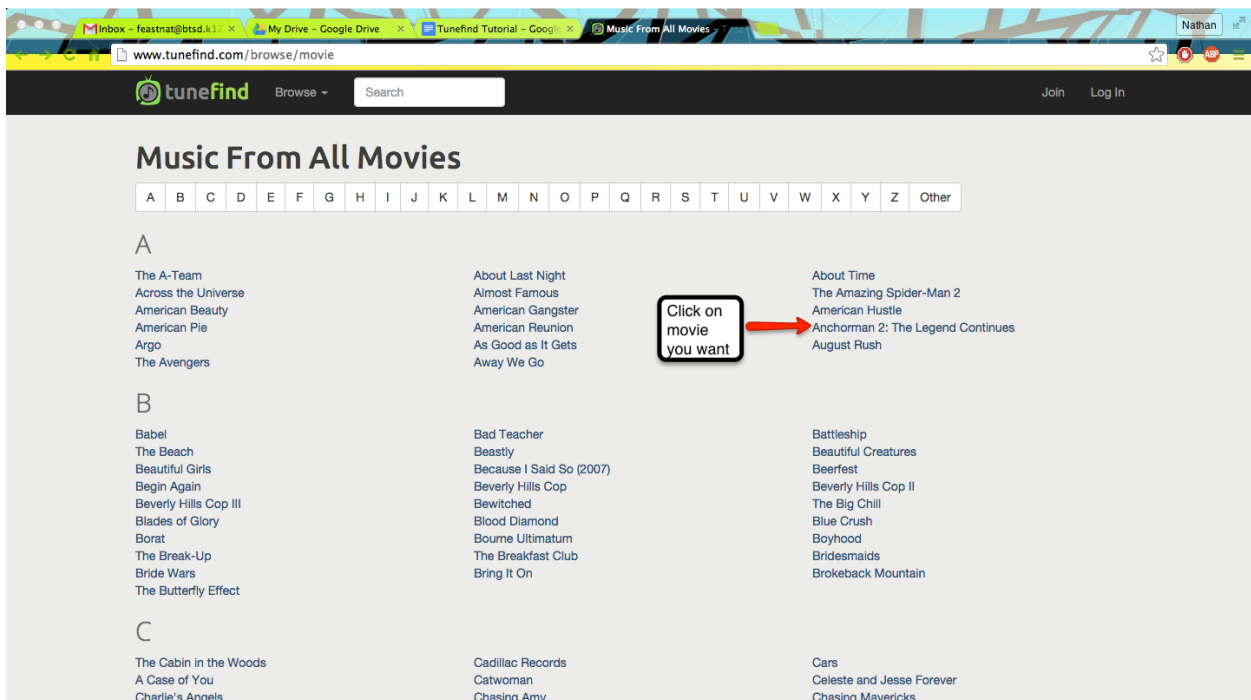 Inbox – feastnat@btsd.k12 × My Drive – Google Drive × Tunefind Tutorial – Google × Music From All Movies – Nathan
www.tunefind.com/browse/movie ABP
tunefind Browse Search Join Log In
Music From All Movies
A B C D E F G H I J K L M N O P Q R S T U V W X Y Z Other
A
The A-Team About Last Night About Time
Across the Universe Almost Famous The Amazing Spider-Man 2
American Beauty American Gangster American Hustle
American Pie American Reunion Anchorman 2: The Legend Continues
Argo As Good as It Gets August Rush
The Avengers Away We Go
Click on
movie
you want
B
Babel Bad Teacher Battleship
The Beach Beastly Beautiful Creatures
Beautiful Girls Because I Said So (2007) Beerfest
Begin Again Beverly Hills Cop Beverly Hills Cop II
Beverly Hills Cop III Bewitched The Big Chill
Blades of Glory Blood Diamond Blue Crush
Borat Bourne Ultimatum Boyhood
The Break-Up The Breakfast Club Bridesmaids
Bride Wars Bring It On Brokeback Mountain
The Butterfly Effect
C
The Cabin in the Woods Cadillac Records Cars
A Case of You Catwoman Celeste and Jesse Forever
Charlie's Angels Chasing Amy Chasing Mavericks